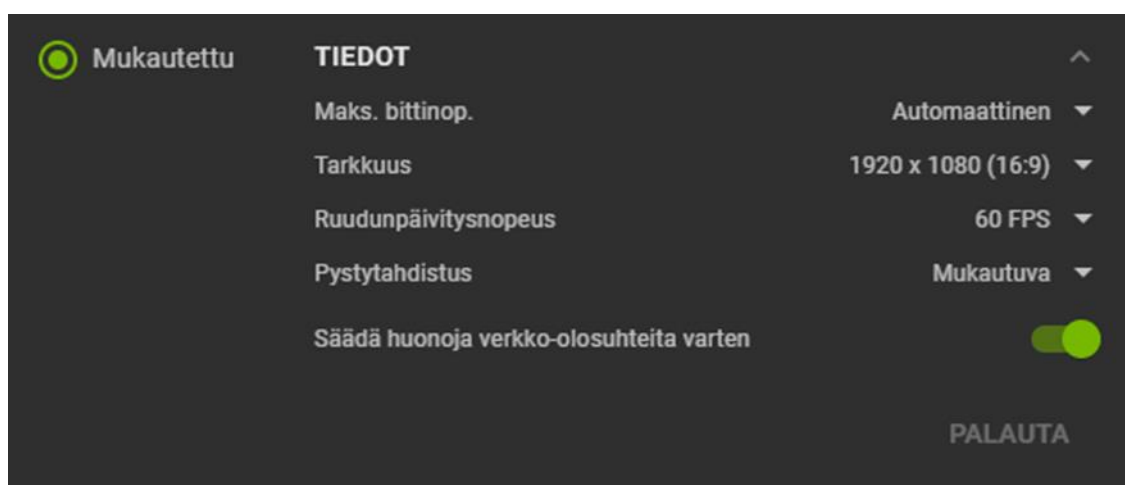 Mukautettu TIEDOT
Maks. bittinop. Automaattinen
Tarkkuus 1920 x 1080 (16:9)
Ruudunpäivitysnopeus 60 FPS
Pystytahdistus Mukautuva
Säädä huonoja verkko-olosuhteita varten
PALAUTA